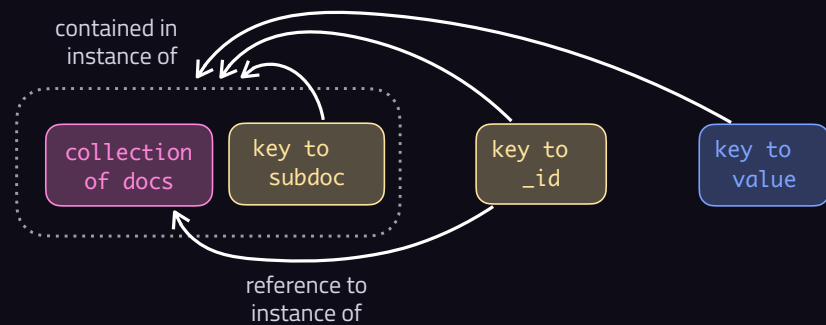 contained in
instance of
collection
of docs
key to
subdoc
key to
_id
key to
value
reference to
instance of